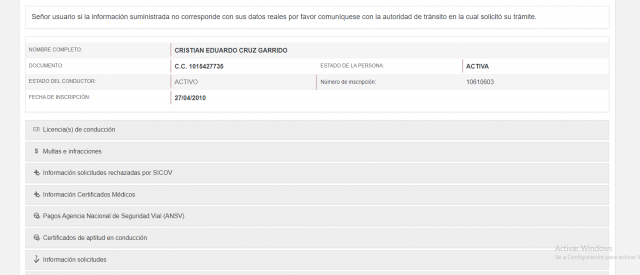 Señor usuario si la información suministrada no corresponde con sus datos reales por favor comuníquese con la autoridad de tránsito en la cual solicitó su trámite.
NOMBRE COMPLETO: CRISTIAN EDUARDO CRUZ GARRIDO
DOCUMENTO: C.C. 1015427735 ESTADO DE LA PERSONA: ACTIVA
ESTADO DEL CONDUCTOR: ACTIVO Número de inscripción: 10610603
FECHA DE INSCRIPCIÓN: 27/04/2010
Licencia(s) de conducción
$ Multas e infracciones
Información solicitudes rechazadas por SICOV
Información Certificados Médicos
Pagos Agencia Nacional de Seguridad Vial (ANSV)
Certificados de aptitud en conducción
Activar Windows
Ve a Configuración para activar W
Información solicitudes